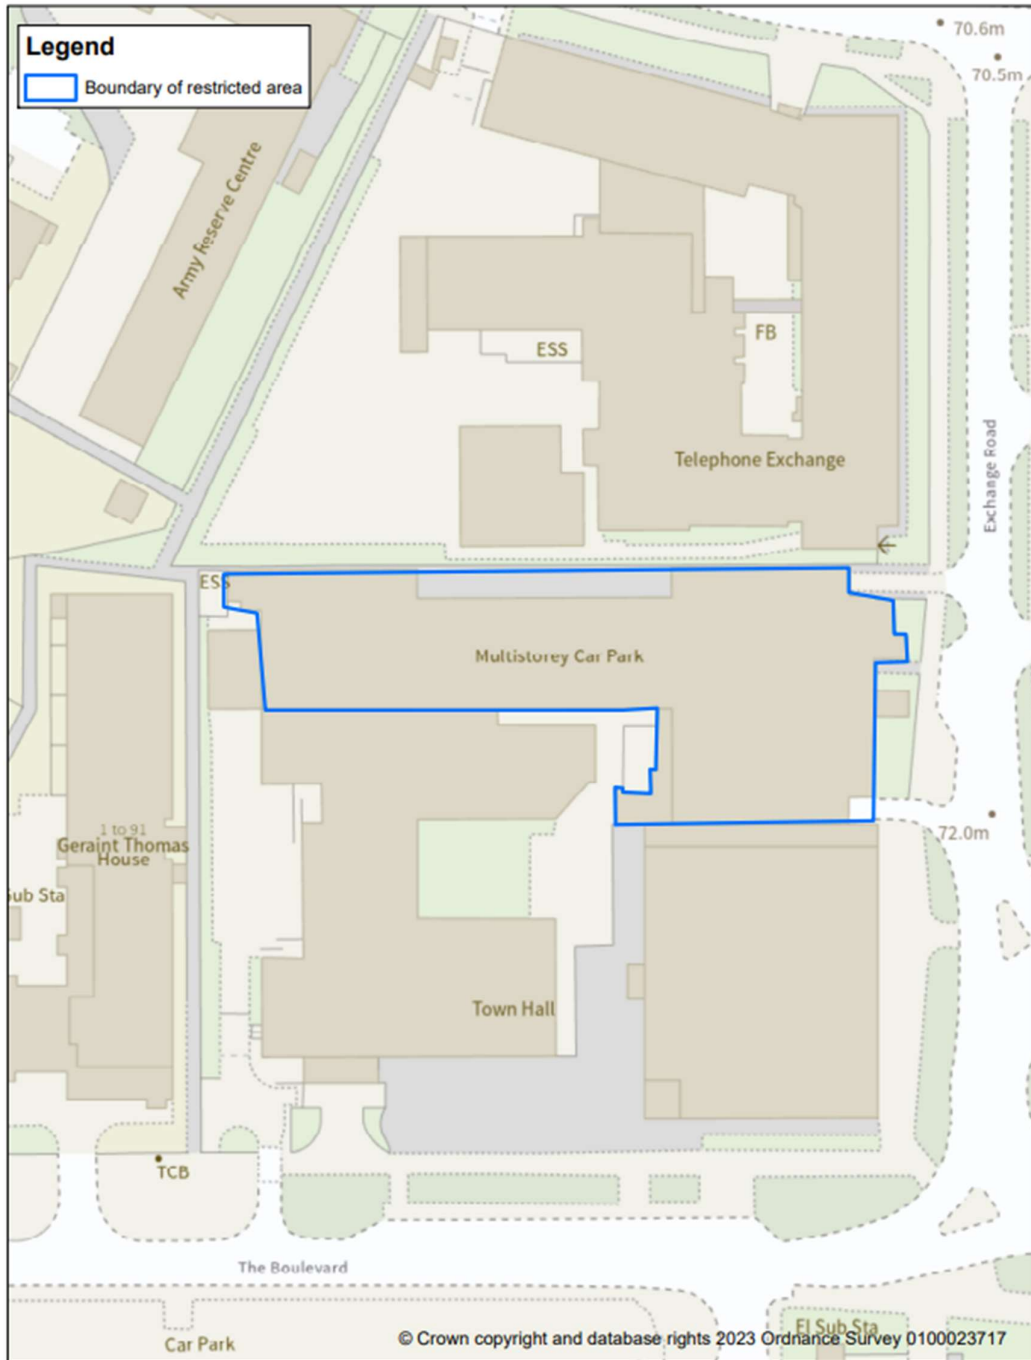 Legend
Boundary of restricted area
70.6m
70.5m
Army Reserve Centre
ESS
FB
Telephone Exchange
Exchange Road
ESS
Multistorey Car Park
72.0m
1 to 91
Geraint Thomas
House
Sub Sta
Town Hall
TCB
The Boulevard
El Sub Sta
Car Park
© Crown copyright and database rights 2023 Ordnance Survey 0100023717